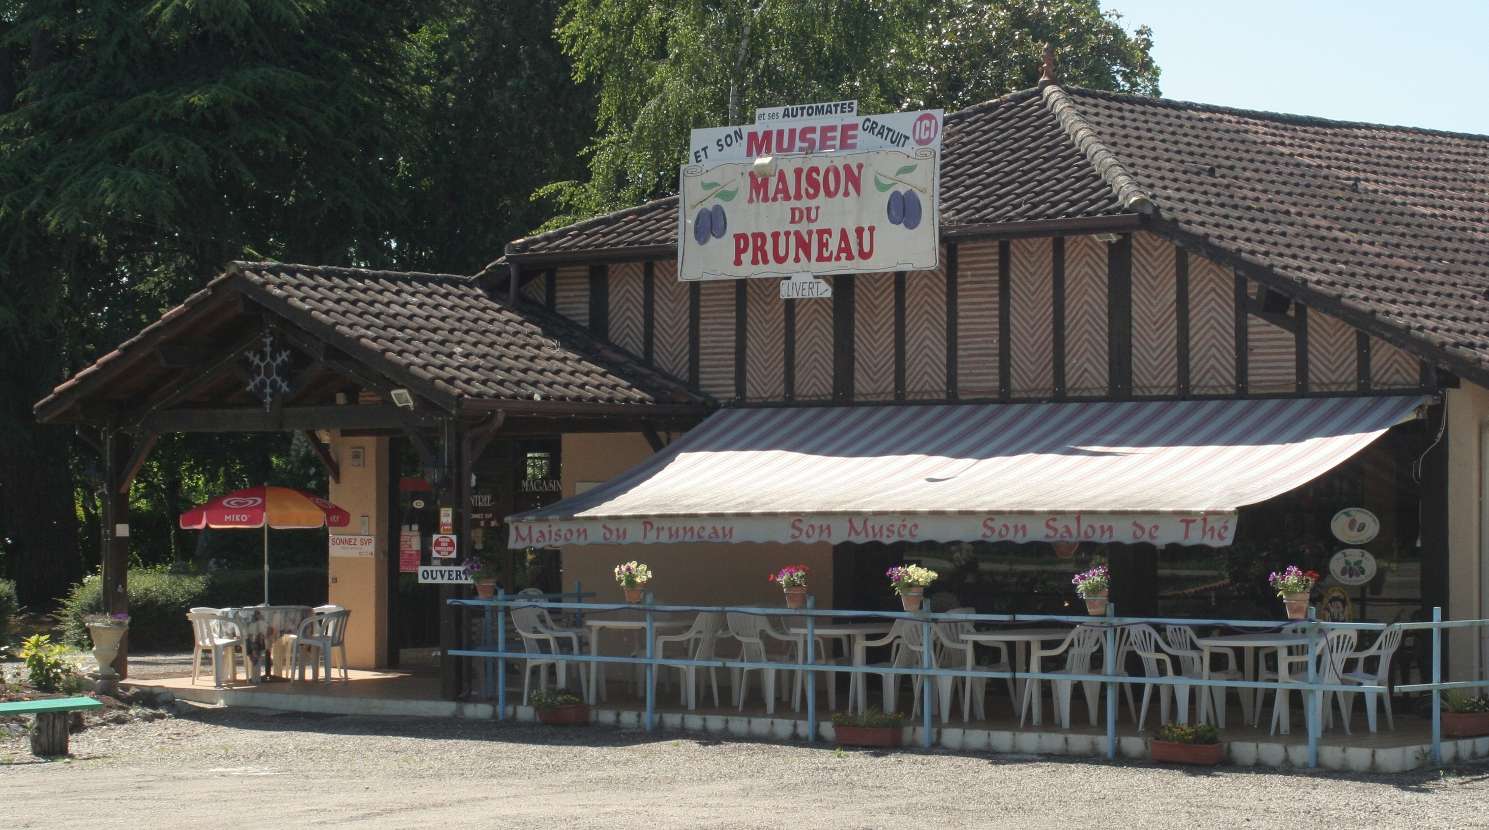 et ses AUTOMATES
ET SON MUSEE GRATUIT ICI
MAISON
DU
PRUNEAU
OUVERT
MAGASIN
MIKO
SONNEZ SVP
OUVERT
Maison du Pruneau Son Musée Son Salon de Thé